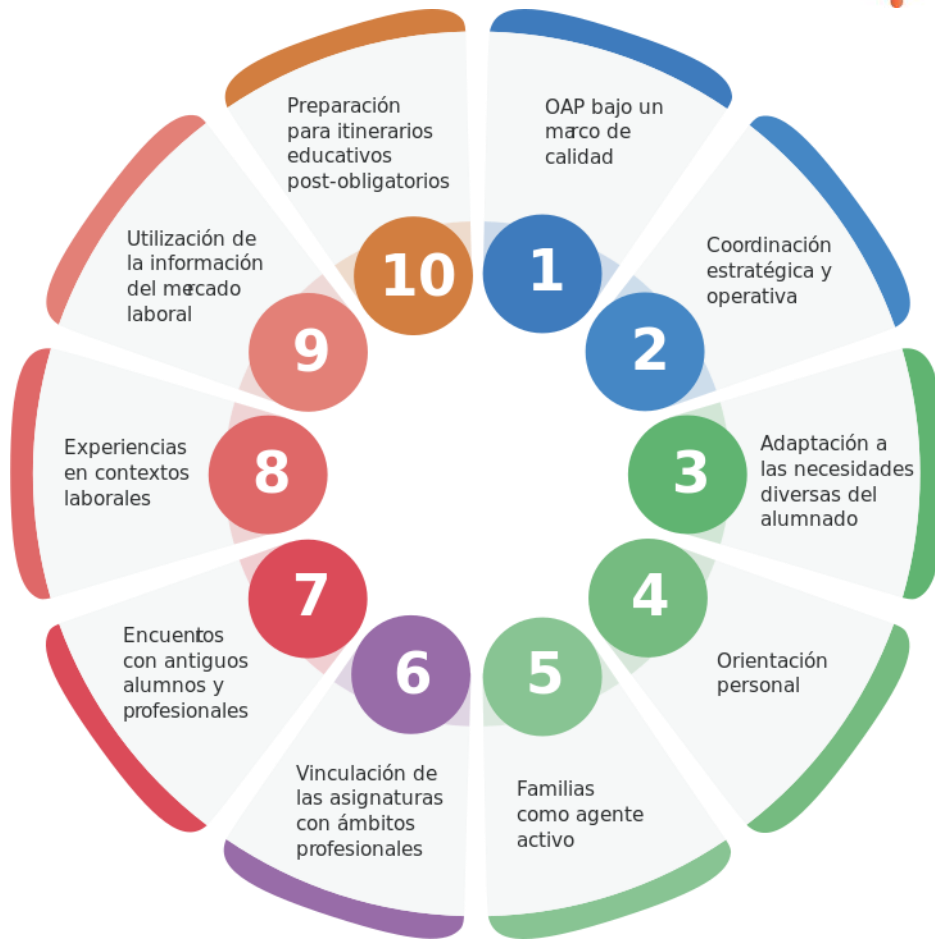 1
OAP bajo un
marco de
calidad
2
Coordinación
estratégica y
operativa
3
Adaptación a
las necesidades
diversas del
alumnado
4
Orientación
personal
5
Familias
como agente
activo
6
Vinculación de
las asignaturas
con ámbitos
profesionales
7
Encuentos
con antiguos
alumnos y
profesionales
8
Experiencias
en contextos
laborales
9
Utilización de
la información
del mercado
laboral
10
Preparación
para itinerarios
educativos
post-obligatorios